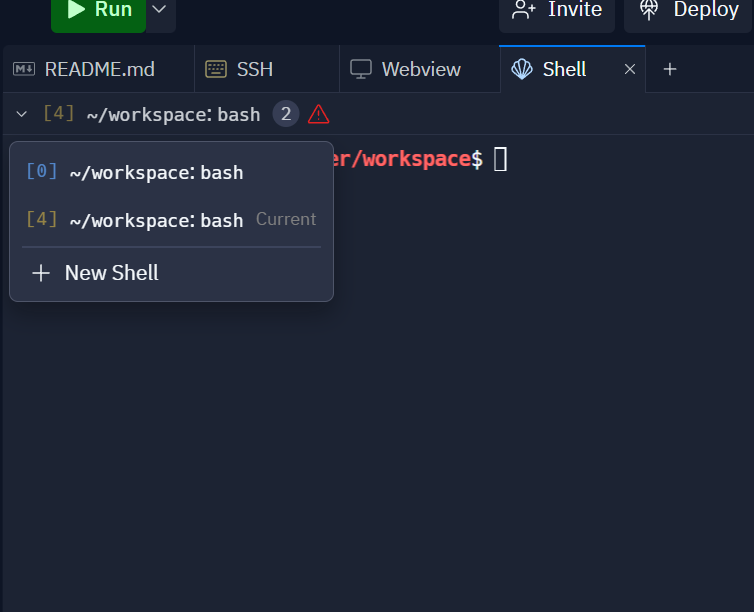 Run
Invite
Deploy
README.md
SSH
Webview
Shell
[4] ~/workspace: bash 2
er/workspace$
[0] ~/workspace: bash
[4] ~/workspace: bash Current
+ New Shell